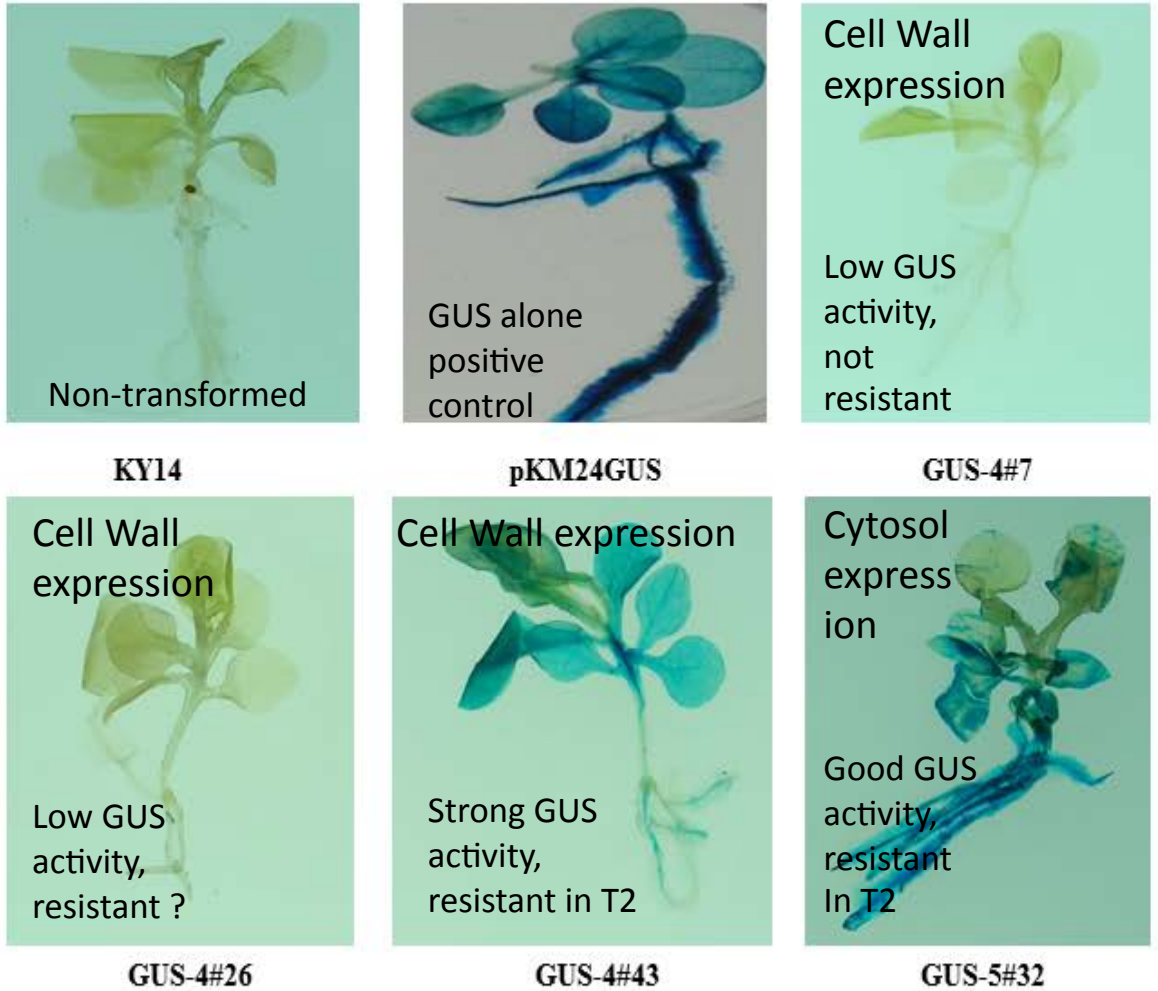 Non-transformed
GUS alone
positive
control
Cell Wall
expression
Low GUS
activity,
not
resistant
KY14
pKM24GUS
GUS-4#7
Cell Wall
expression
Low GUS
activity,
resistant ?
Cell Wall expression
Strong GUS
activity,
resistant in T2
Cytosol
express
ion
Good GUS
activity,
resistant
In T2
GUS-4#26
GUS-4#43
GUS-5#32